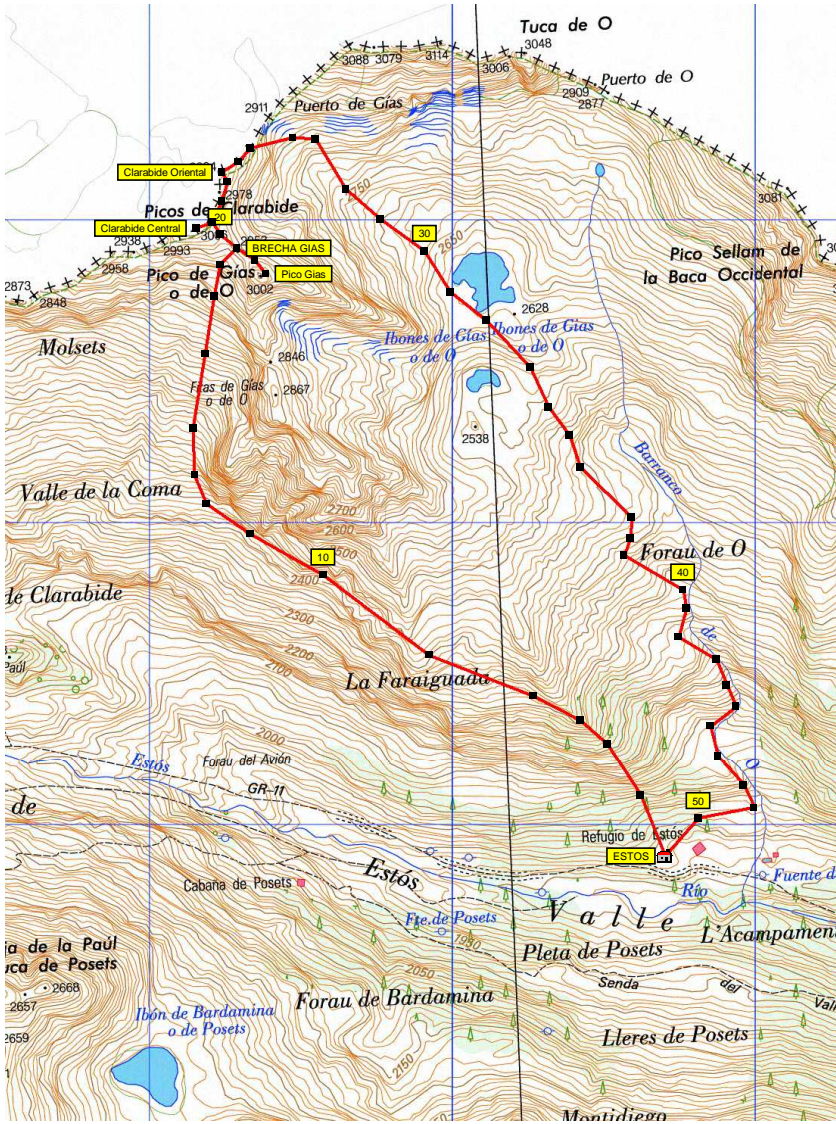 Tuca de O
3048
3088
3079
3114
3006
Puerto de O
2909
2877
2911
Puerto de Gías
Clarabide Oriental
2978
2750
3081
Picos de Clarabide
20
Clarabide Central
30
2650
2938
2993
2958
BRECHA GIAS
Pico de Gías
o de O
3002
Pico Gias
Pico Sellam de
la Baca Occidental
2873
2848
2628
Molsets
Ibones de Gías
o de O
Ibones de Gías
o de O
2846
2867
o de O
2538
Barranco
Valle de la Coma
2700
2600
2500
2400
10
Forau de O
40
de Clarabide
2300
2200
2100
de
Paúl
La Faraiguada
2000
Estós
Forau del Avión
GR-11
O
de
50
Refugio de Estós
ESTOS
Estós
Cabaña de Posets
Río
Fuente d
Fte. de Posets
Valle
L'Acampamen
1950
Pleta de Posets
ia de la Paúl
uca de Posets
2050
Senda
del
Vall
2668
2657
Forau de Bardamina
Ibón de Bardamina
o de Posets
2659
Lleres de Posets
2150
Montidiego